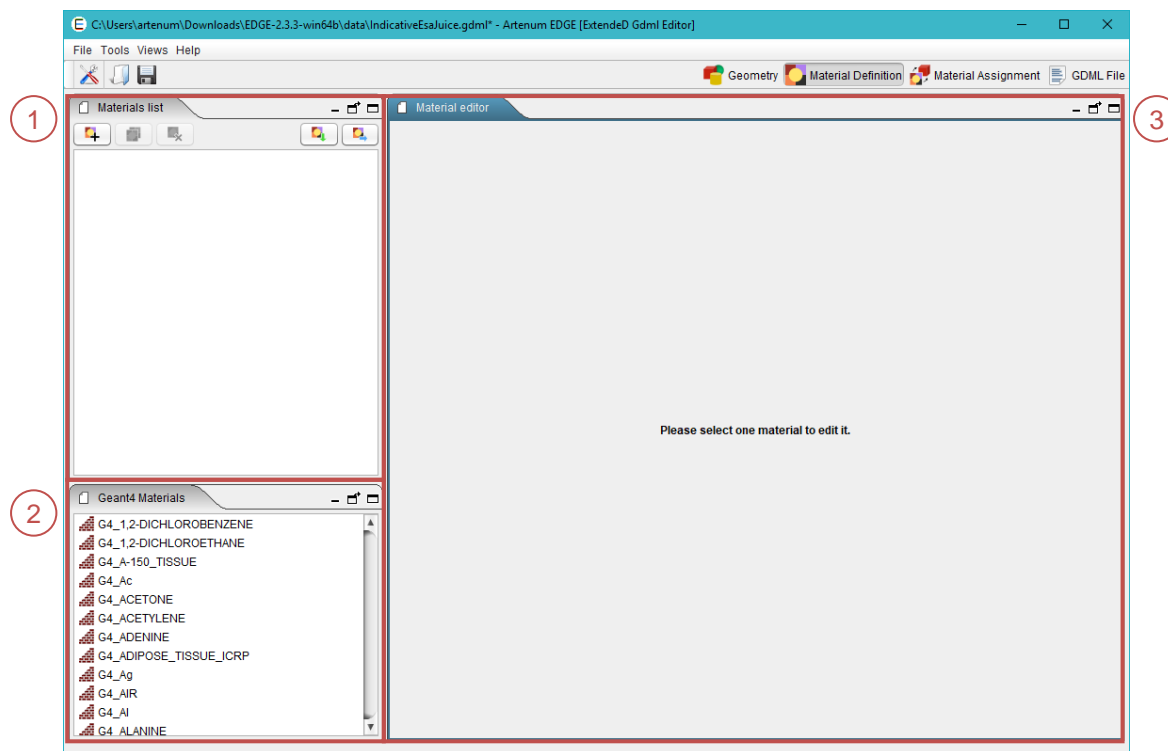 C:\Users\artenum\Downloads\EDGE-2.3.3-win64b\data\IndicativeEsaJuice.gdml* - Artenum EDGE [ExtendeD Gdml Editor]
File Tools Views Help
Geometry Material Definition Material Assignment GDML File
1
Materials list
Material editor
3
Please select one material to edit it.
2
Geant4 Materials
G4_1,2-DICHLOROBENZENE
G4_1,2-DICHLOROETHANE
G4_A-150_TISSUE
G4_Ac
G4_ACETONE
G4_ACETYLENE
G4_ADENINE
G4_ADIPOSE_TISSUE_ICRP
G4_Ag
G4_AIR
G4_Al
G4_ALANINE